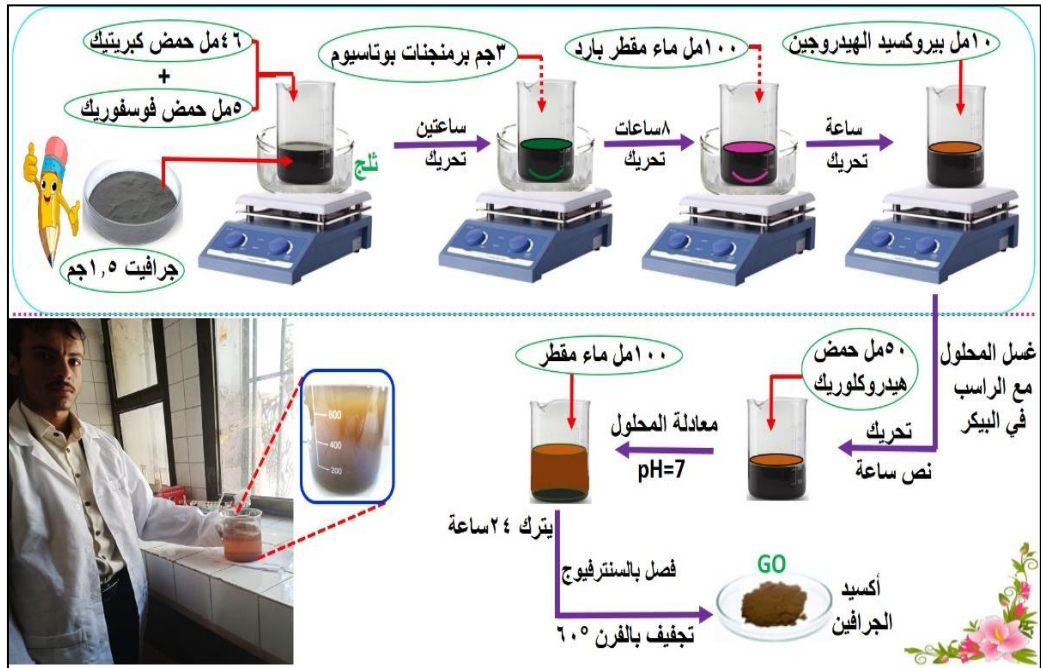 ٤٦مل حمض كبريتيك
+
٥مل حمض فوسفوريك
جرافيت ١,٥جم
ثلج
ساعتين
تحريك
٣جم برمنجنات بوتاسيوم
٨ساعات
تحريك
١٠٠مل ماء مقطر بارد
ساعة
تحريك
١٠مل بيروكسيد الهيدروجين
غسل المحلول
مع الراسب
في البيكر
تحريك
نص ساعة
٥٠مل حمض
هيدروكلوريك
معادلة المحلول
pH=7
١٠٠مل ماء مقطر
يترك ٢٤ساعة
فصل بالسنترفيوج
تجفيف بالفرن ٦٠°
GO
أكسيد
الجرافين
600
400
200